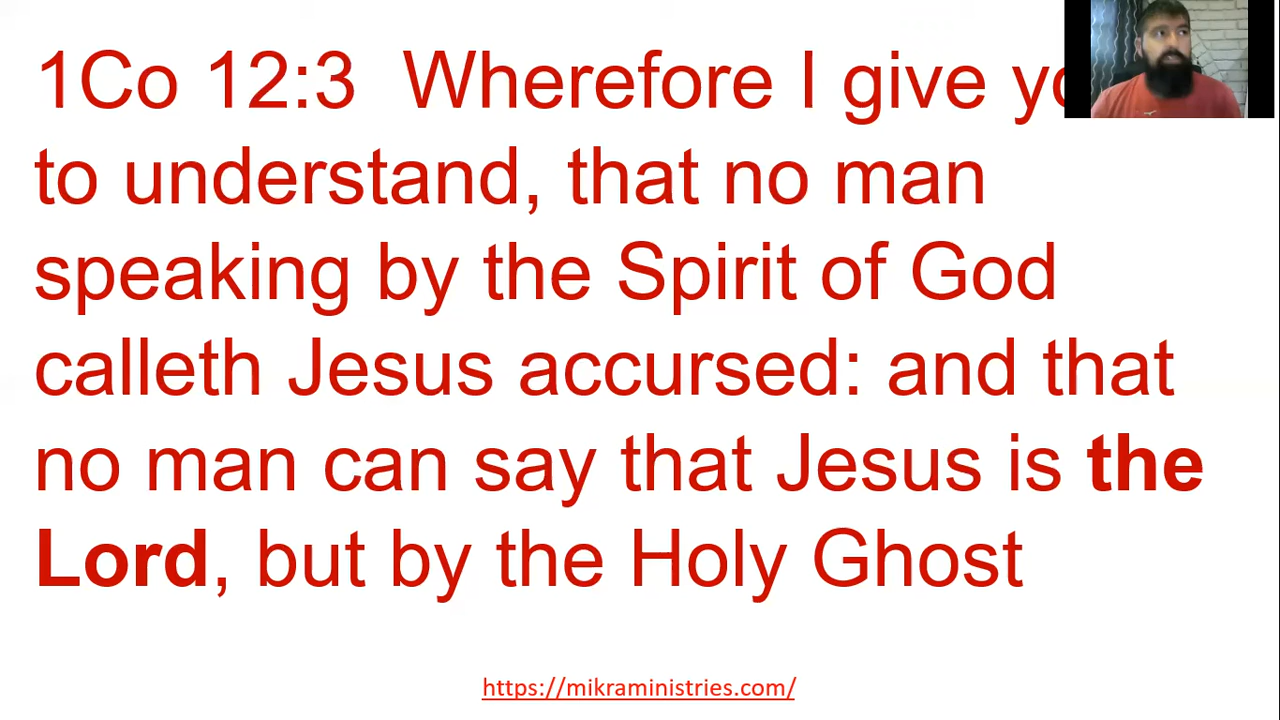 1Co 12:3 Wherefore I give
to understand, that no man
speaking by the Spirit of God
calleth Jesus accursed: and that
no man can say that Jesus is the
Lord, but by the Holy Ghost
https://mikraministries.com/